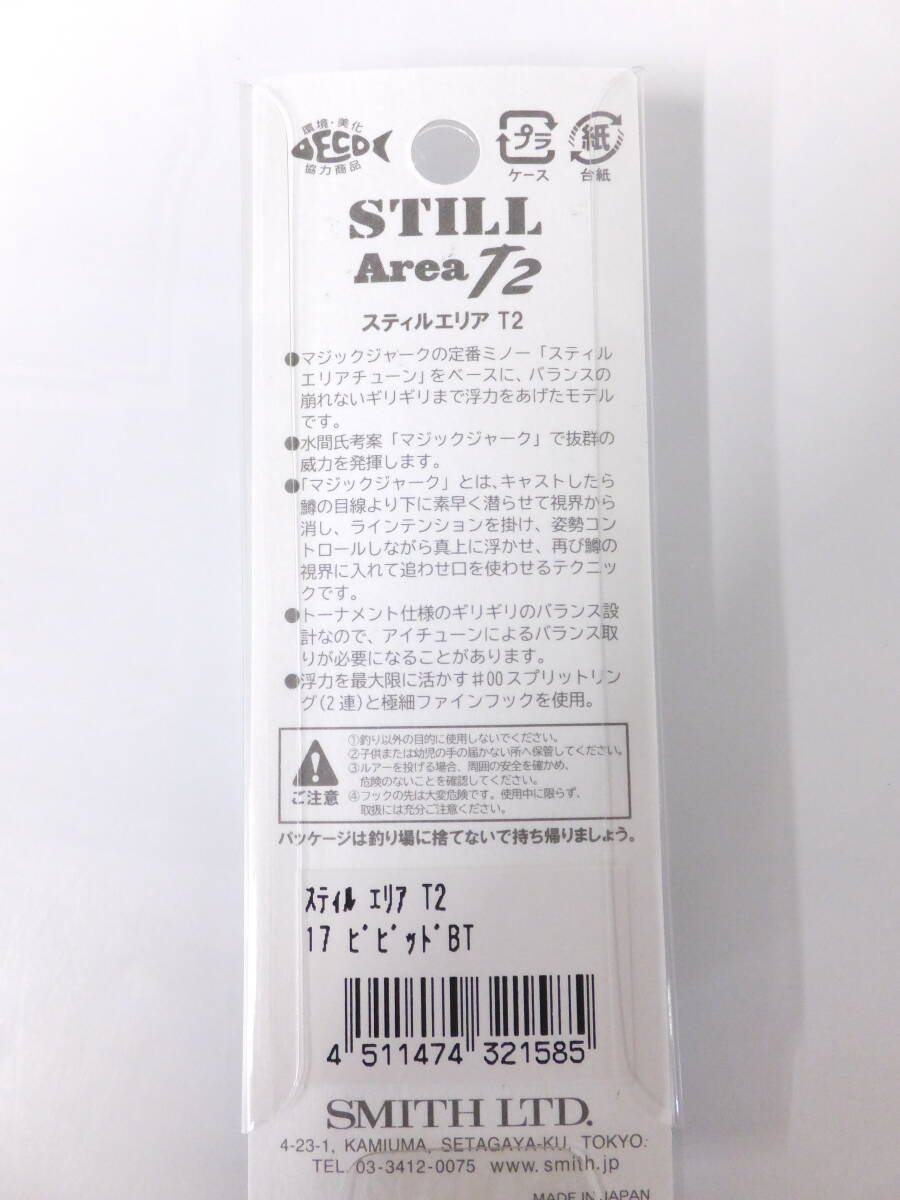 環境・美化
ECO
協力商品
プラ
ケース
紙
台紙
STILL
Area T2
スティルエリア T2
●マジックジャークの定番ミノー「スティル
エリアチューン」をベースに、バランスの
崩れないギリギリまで浮力をあげたモデル
です。
●水間氏考案「マジックジャーク」で抜群の
威力を発揮します。
●「マジックジャーク」とは、キャストしたら
鱒の目線より下に素早く潜らせて視界から
消し、ラインテンションを掛け、姿勢コン
トロールしながら真上に浮かせ、再び鱒の
視界に入れて追わせ口を使わせるテクニッ
クです。
●トーナメント仕様のギリギリのバランス設
計なので、アイチューンによるバランス取
りが必要になることがあります。
●浮力を最大限に活かす#00スプリットリン
グ(2連)と極細ファインフックを使用。
ご注意
①釣り以外の目的に使用しないでください。
②子供または幼児の手の届かない所へ保管してください。
③ルアーを投げる場合、周囲の安全を確かめ、
危険のないことを確認してください。
④フックの先は大変危険です。使用中に限らず、
取扱には充分ご注意ください。
パッケージは釣り場に捨てないで持ち帰りましょう。
ｽﾃｨﾙ ｴﾘｱ T2
17 ﾋﾞﾋﾞｯﾄﾞBT
4 511474 321585
SMITH LTD.
4-23-1, KAMIUMA, SETAGAYA-KU, TOKYO.
TEL. 03-3412-0075 www.smith.jp
MADE IN JAPAN